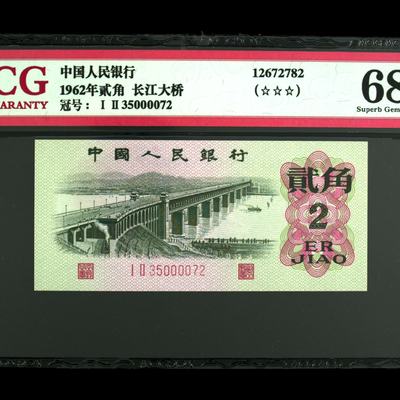 CG
ARANTY
中国人民银行
1962年贰角 长江大桥
冠号: I II 35000072
12672782
(☆☆☆)
68
Superb Gem
中國人民銀行
貳角
2
ER
JIAO
I II 35000072